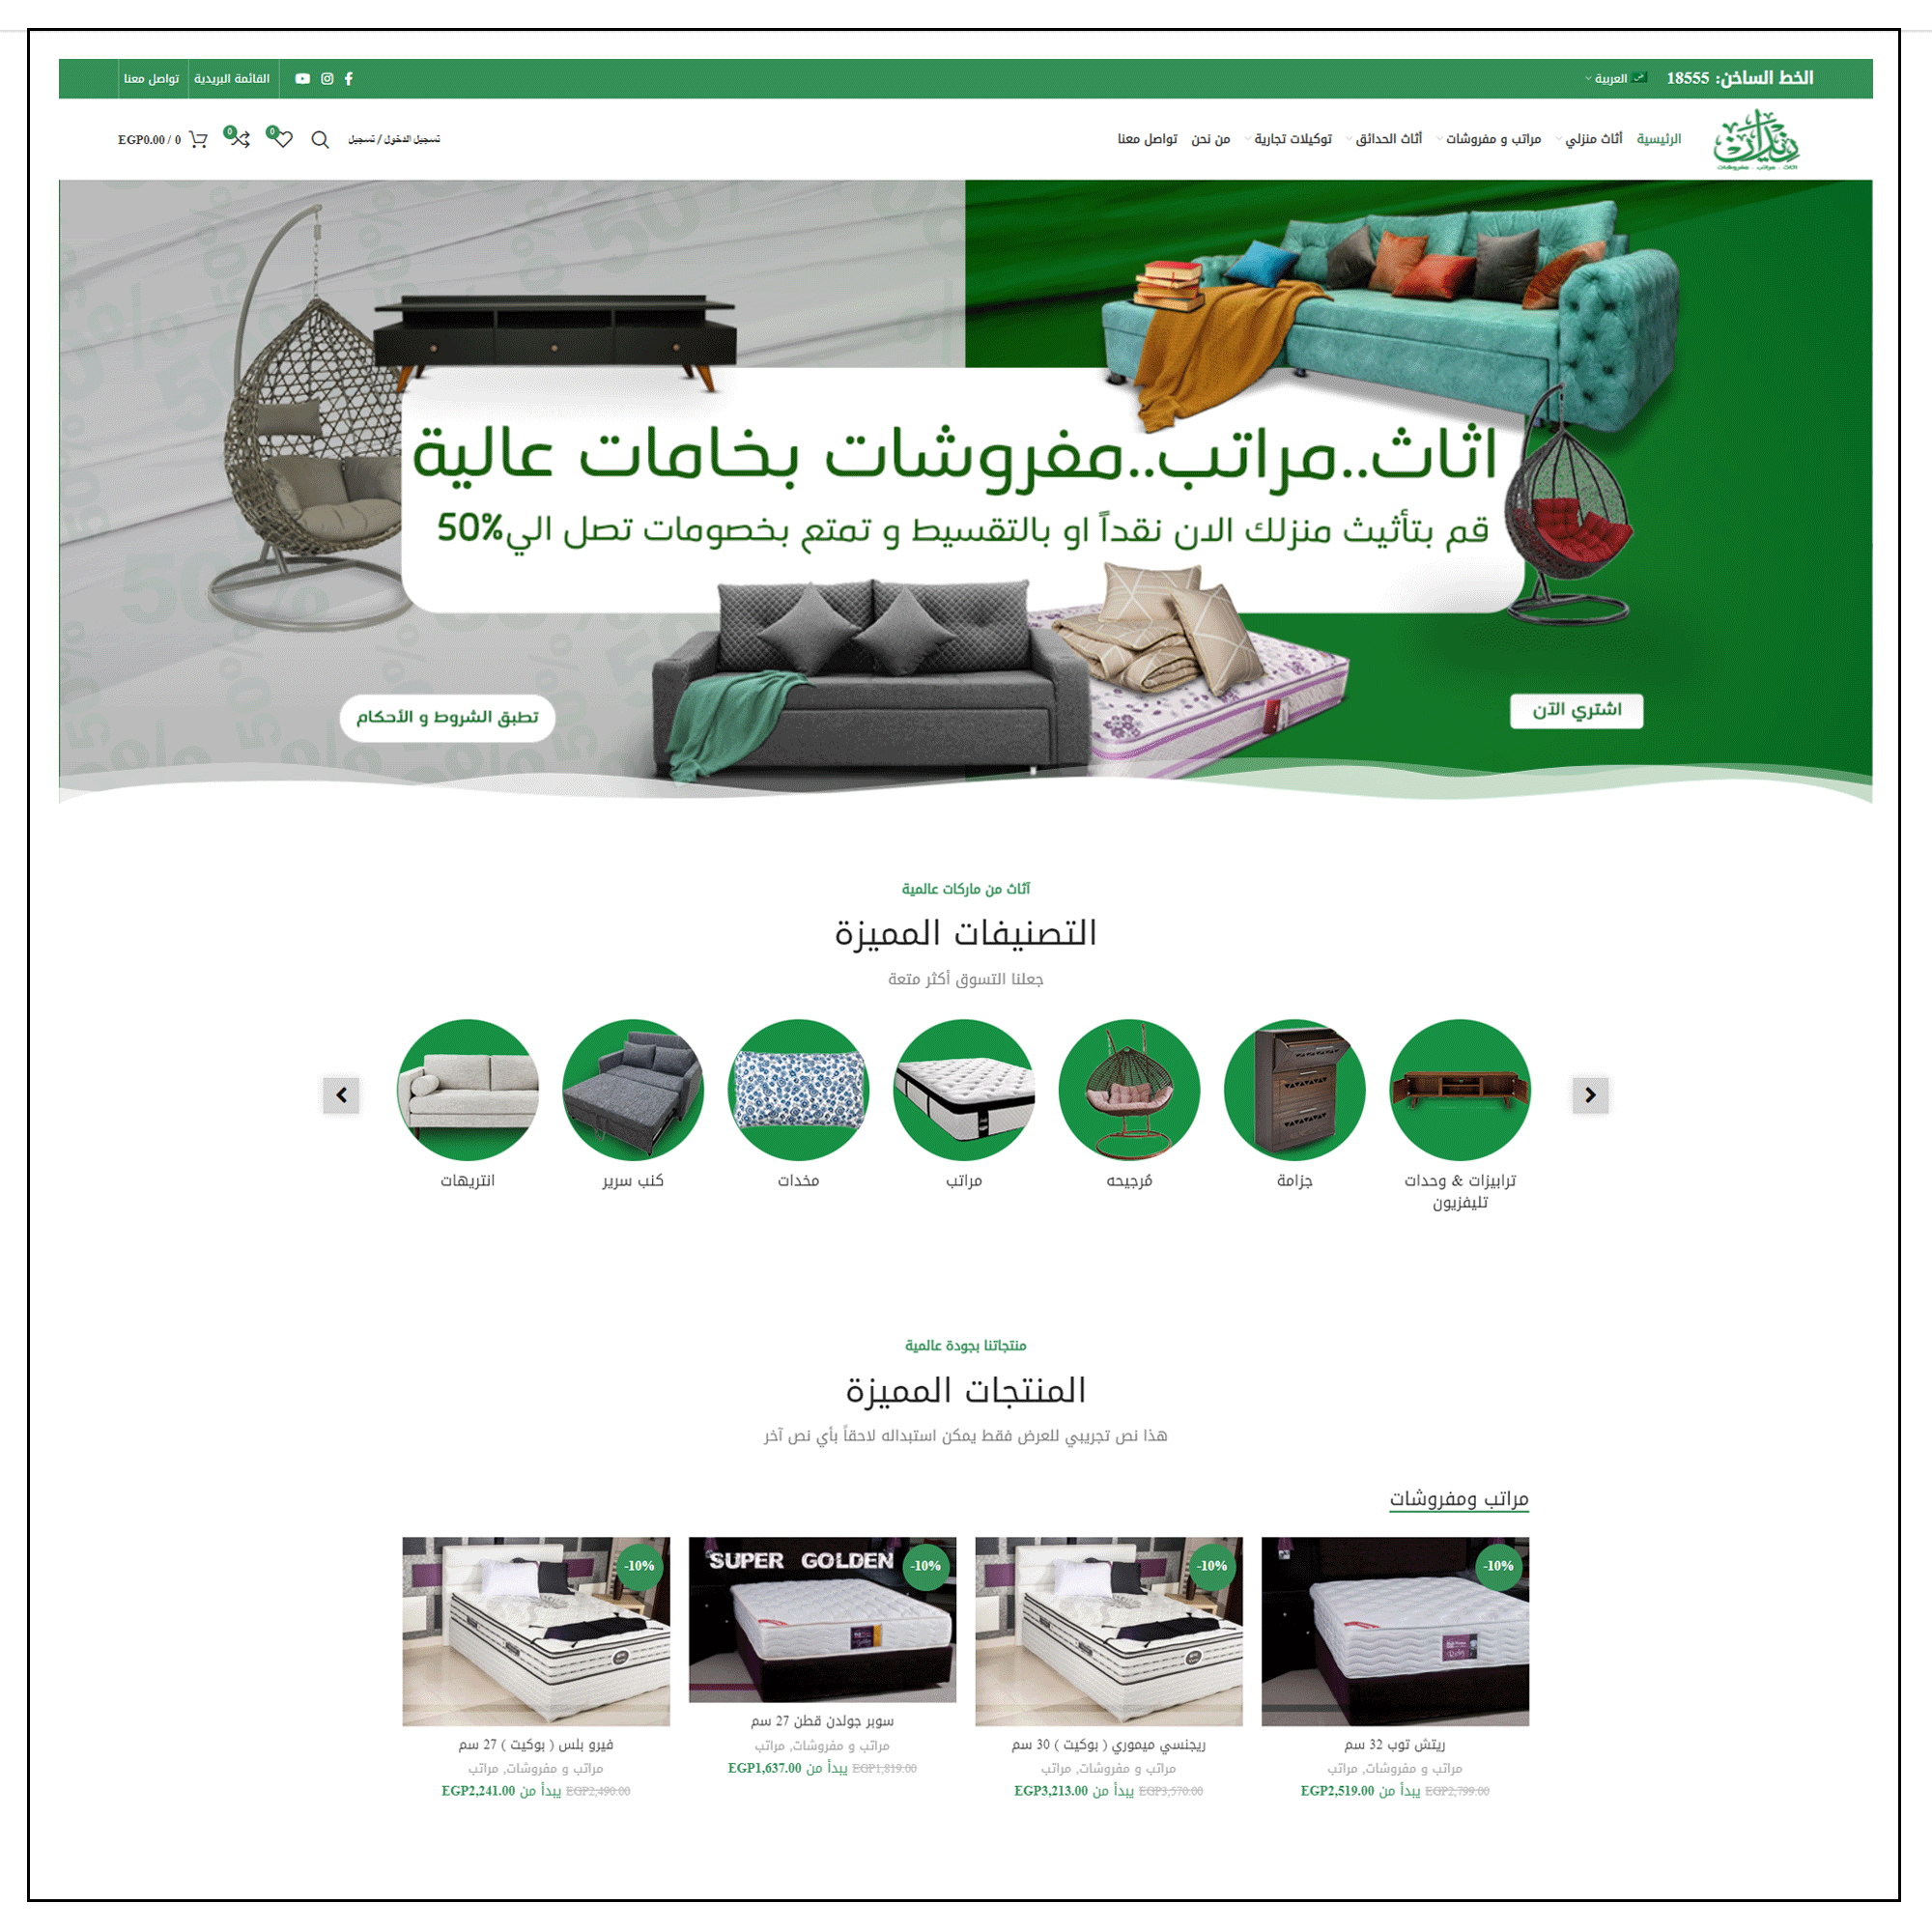 الخط الساخن: 18555
العربية
القائمة البريدية
تواصل معنا
زندان
اثاث . مراتب . مفروشات
الرئيسية
أثاث منزلي
مراتب و مفروشات
أثاث الحدائق
توكيلات تجارية
من نحن
تواصل معنا
تسجيل الدخول / تسجيل
0
0
0 / EGP0.00
اثاث..مراتب..مفروشات بخامات عالية
قم بتأثيث منزلك الان نقداً او بالتقسيط و تمتع بخصومات تصل الي50%
اشتري الآن
تطبق الشروط و الأحكام
آثاث من ماركات عالمية
التصنيفات المميزة
جعلنا التسوق أكثر متعة
ترابيزات & وحدات
تليفزيون
جزامة
مُرجيحه
مراتب
مخدات
كنب سرير
انتريهات
منتجاتنا بجودة عالمية
المنتجات المميزة
هذا نص تجريبي للعرض فقط يمكن استبداله لاحقاً بأي نص آخر
مراتب ومفروشات
-10%
ريتش توب 32 سم
مراتب و مفروشات, مراتب
EGP2,799.00 يبدأ من EGP2,519.00
-10%
ريجنسي ميموري ( بوكيت ) 30 سم
مراتب و مفروشات, مراتب
EGP3,570.00 يبدأ من EGP3,213.00
SUPER GOLDEN
-10%
سوبر جولدن قطن 27 سم
مراتب و مفروشات, مراتب
EGP1,819.00 يبدأ من EGP1,637.00
-10%
فيرو بلس ( بوكيت ) 27 سم
مراتب و مفروشات, مراتب
EGP2,490.00 يبدأ من EGP2,241.00